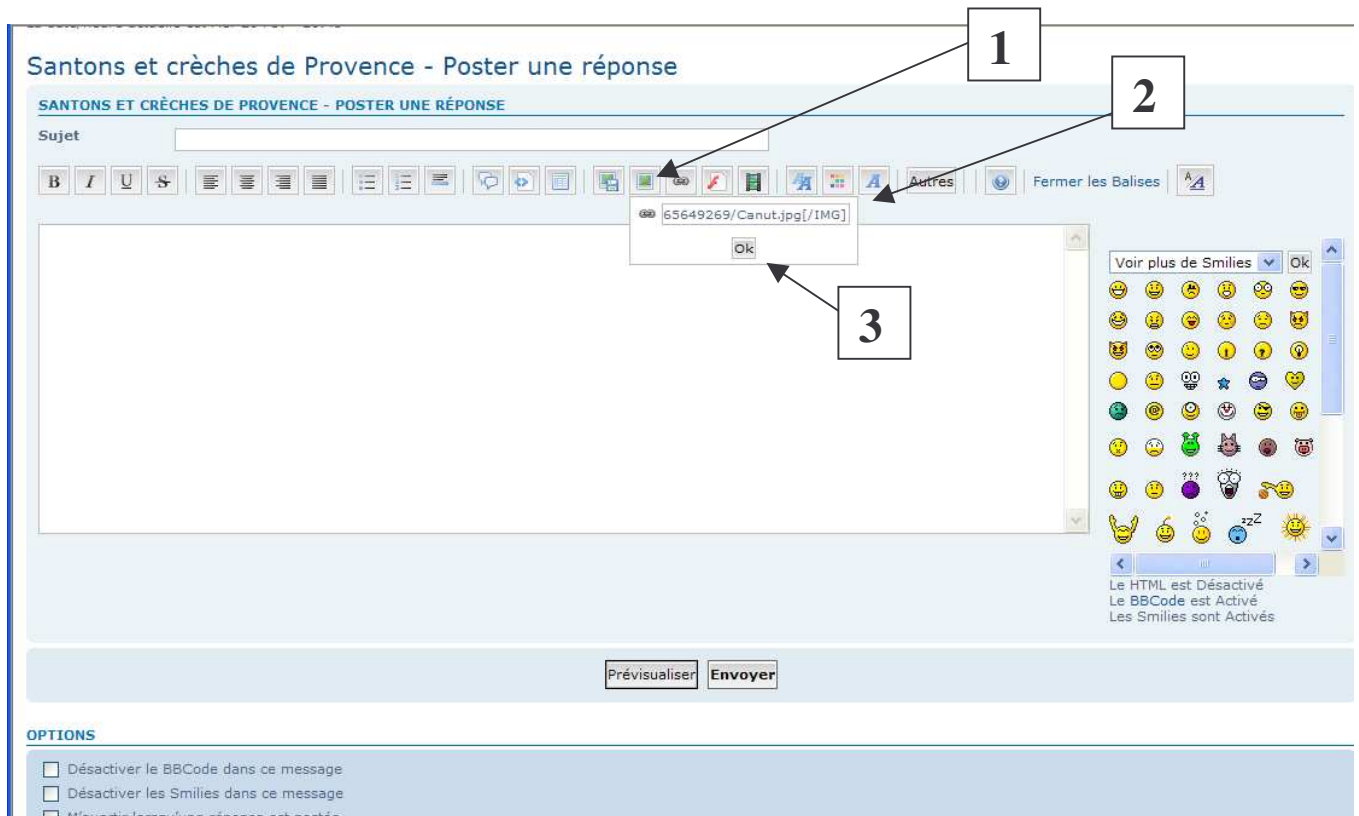 1
Santons et crèches de Provence - Poster une réponse
2
SANTONS ET CRÈCHES DE PROVENCE - POSTER UNE RÉPONSE
Sujet
B I U S Autres Fermer les Balises
65649269/Canut.jpg[/IMG]
Ok
Voir plus de Smilies Ok
3
Le HTML est Désactivé
Le BBCode est Activé
Les Smilies sont Activés
Prévisualiser Envoyer
OPTIONS
Désactiver le BBCode dans ce message
Désactiver les Smilies dans ce message